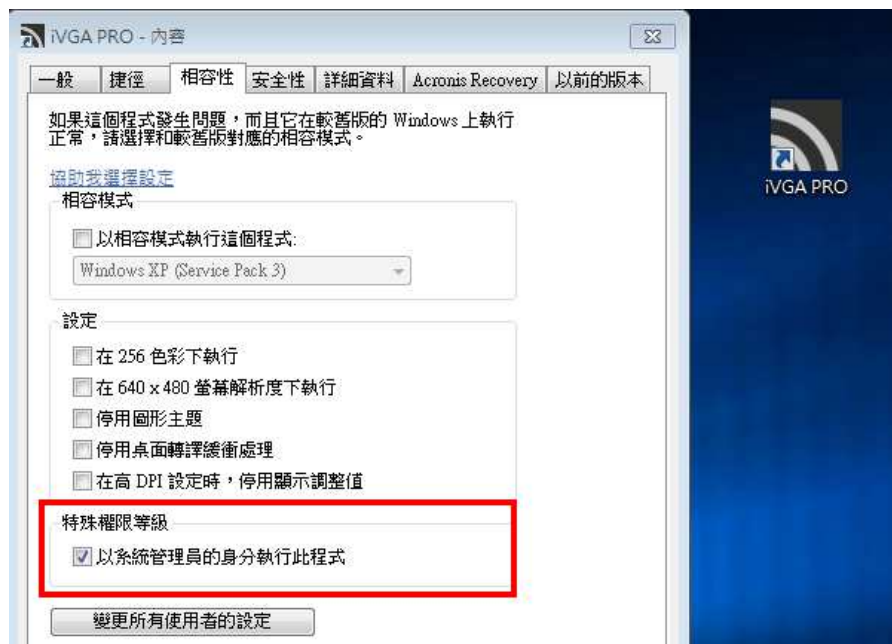 iVGA PRO - 內容
一般 捷徑 相容性 安全性 詳細資料 Acronis Recovery 以前的版本
如果這個程式發生問題，而且它在較舊版的 Windows 上執行
正常，請選擇和較舊版對應的相容模式。
協助我選擇設定
相容模式
以相容模式執行這個程式:
Windows XP (Service Pack 3)
設定
在 256 色彩下執行
在 640 x 480 螢幕解析度下執行
停用圖形主題
停用桌面轉譯緩衝處理
在高 DPI 設定時，停用顯示調整值
特殊權限等級
以系統管理員的身分執行此程式
變更所有使用者的設定
iVGA PRO